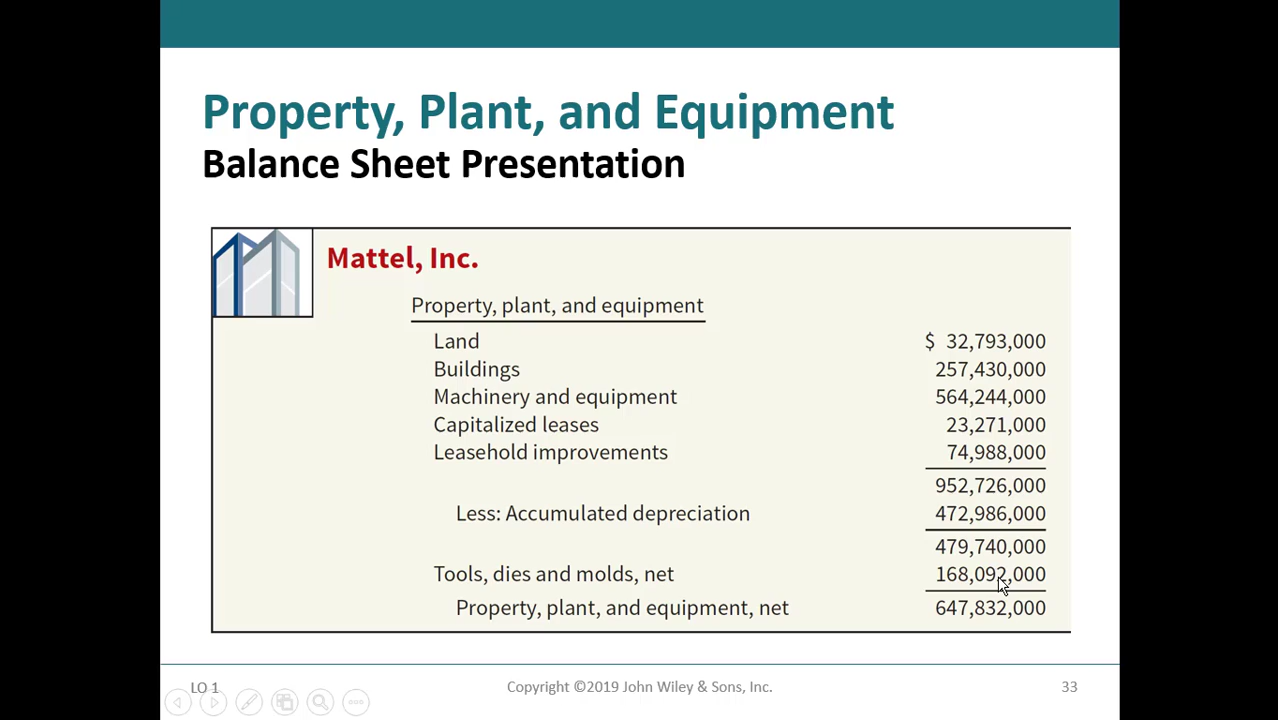 Property, Plant, and Equipment
Balance Sheet Presentation
Mattel, Inc.
Property, plant, and equipment
Land $ 32,793,000
Buildings 257,430,000
Machinery and equipment 564,244,000
Capitalized leases 23,271,000
Leasehold improvements 74,988,000
952,726,000
Less: Accumulated depreciation 472,986,000
479,740,000
Tools, dies and molds, net 168,092,000
Property, plant, and equipment, net 647,832,000
LO 1 Copyright ©2019 John Wiley & Sons, Inc. 33